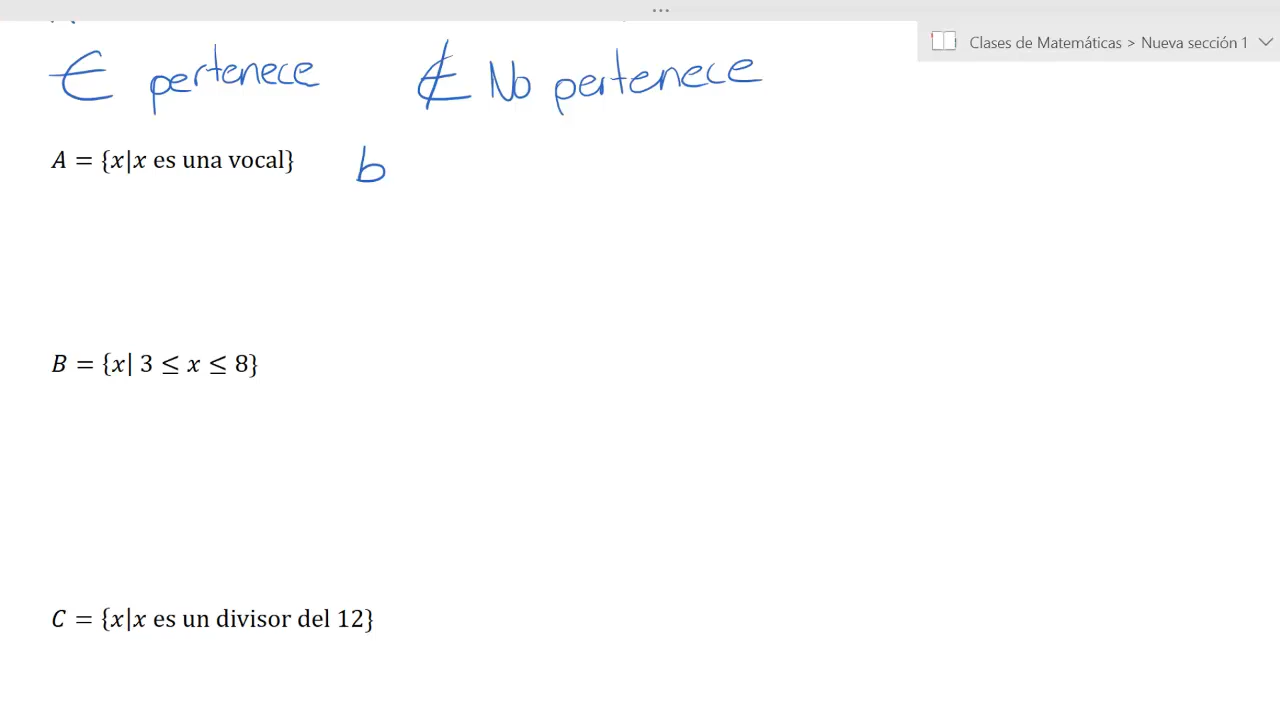 ...
Clases de Matemáticas > Nueva sección 1
∈ pertenece ∉ No pertenece
A = {x|x es una vocal} b
B = {x| 3 ≤ x ≤ 8}
C = {x|x es un divisor del 12}